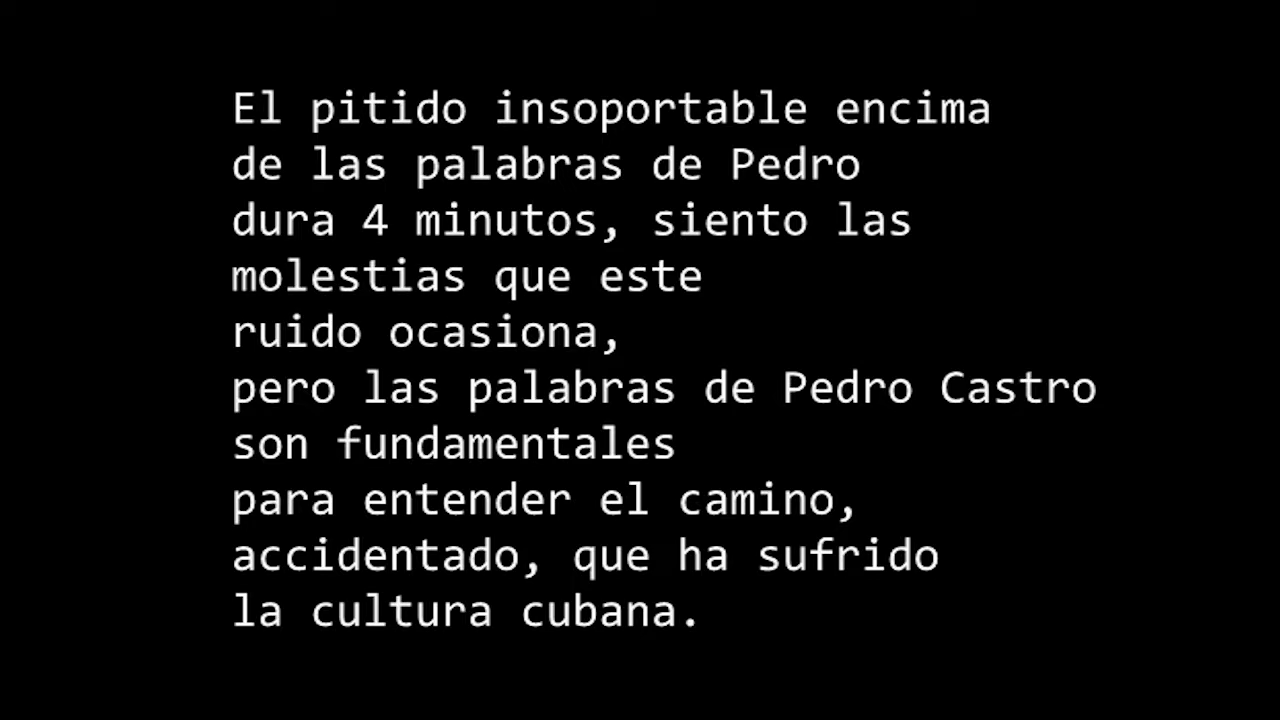 El pitido insoportable encima
de las palabras de Pedro
dura 4 minutos, siento las
molestias que este
ruido ocasiona,
pero las palabras de Pedro Castro
son fundamentales
para entender el camino,
accidentado, que ha sufrido
la cultura cubana.